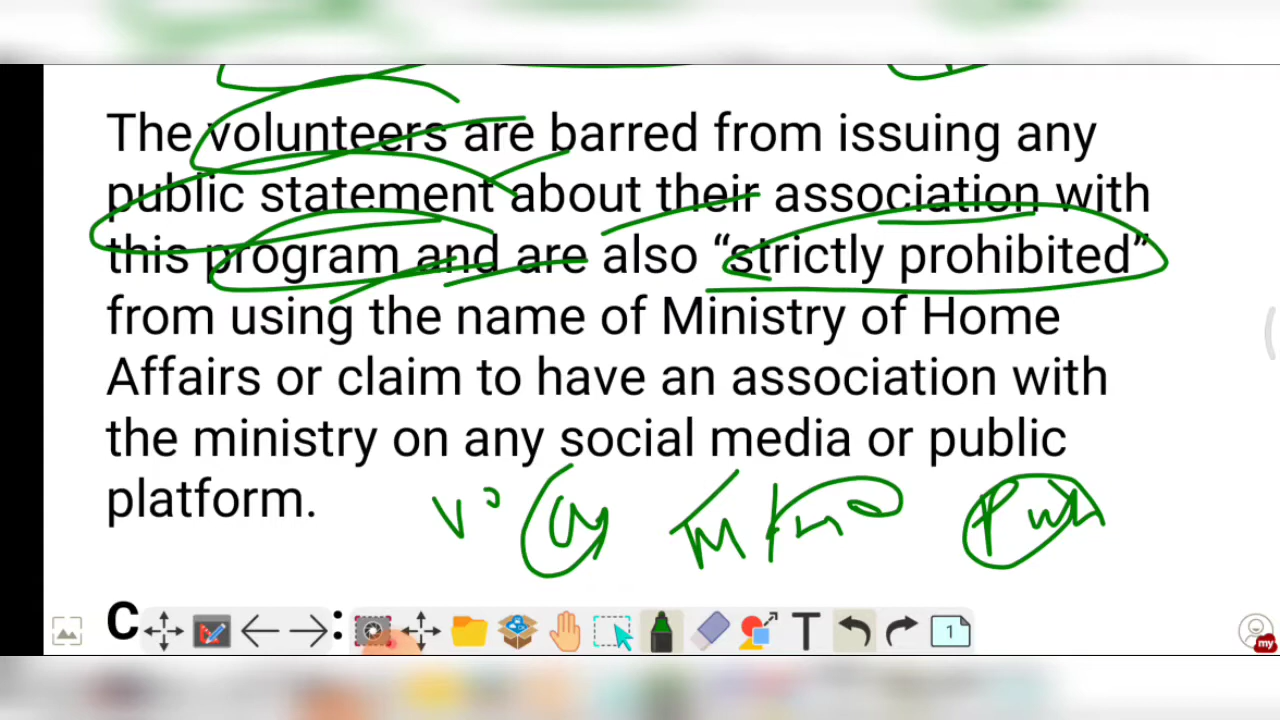 The volunteers are barred from issuing any
public statement about their association with
this program and are also “strictly prohibited”
from using the name of Ministry of Home
Affairs or claim to have an association with
the ministry on any social media or public
platform.
C :
T
1
my